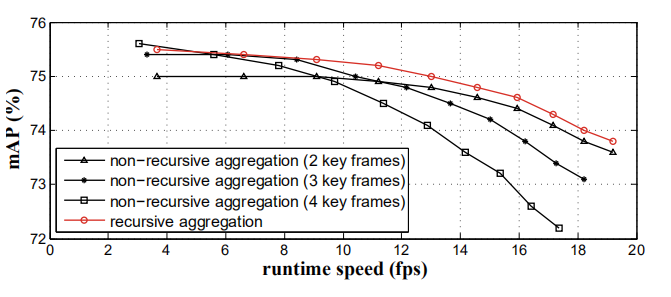 76
75
74
73
72
mAP (%)
non-recursive aggregation (2 key frames)
non-recursive aggregation (3 key frames)
non-recursive aggregation (4 key frames)
recursive aggregation
0 2 4 6 8 10 12 14 16 18 20
runtime speed (fps)